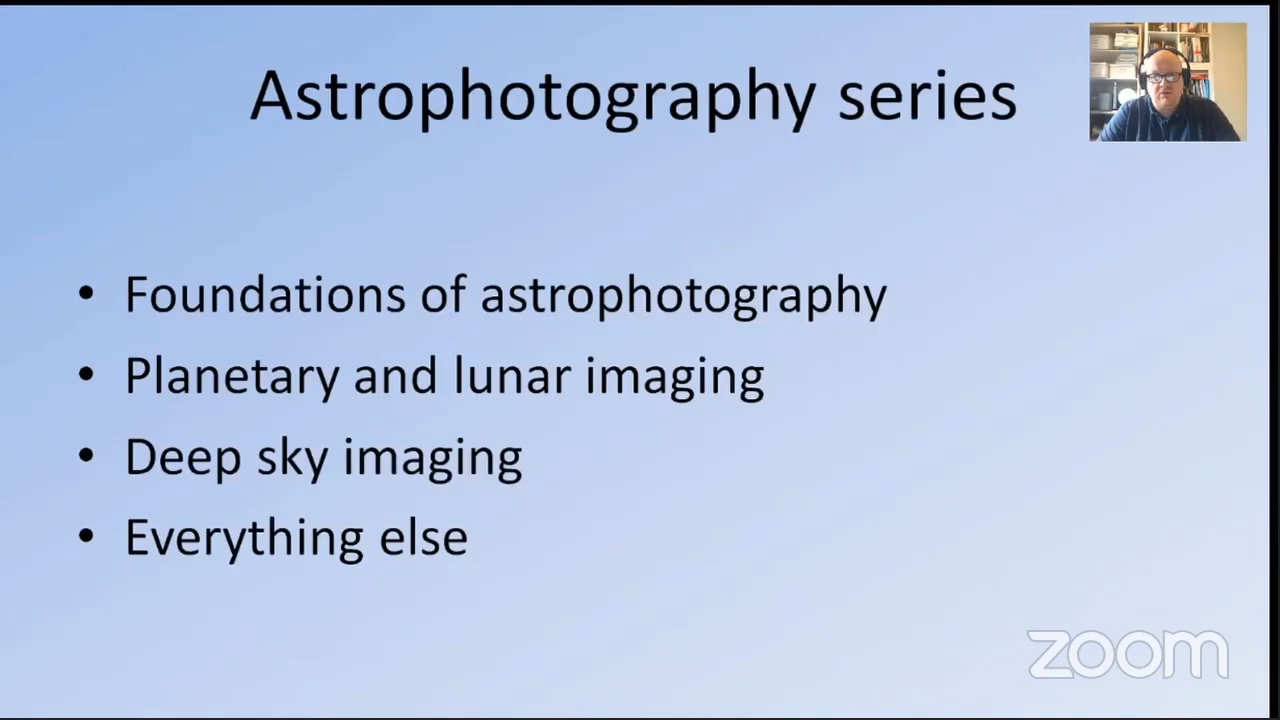 Astrophotography series
• Foundations of astrophotography
• Planetary and lunar imaging
• Deep sky imaging
• Everything else
zoom